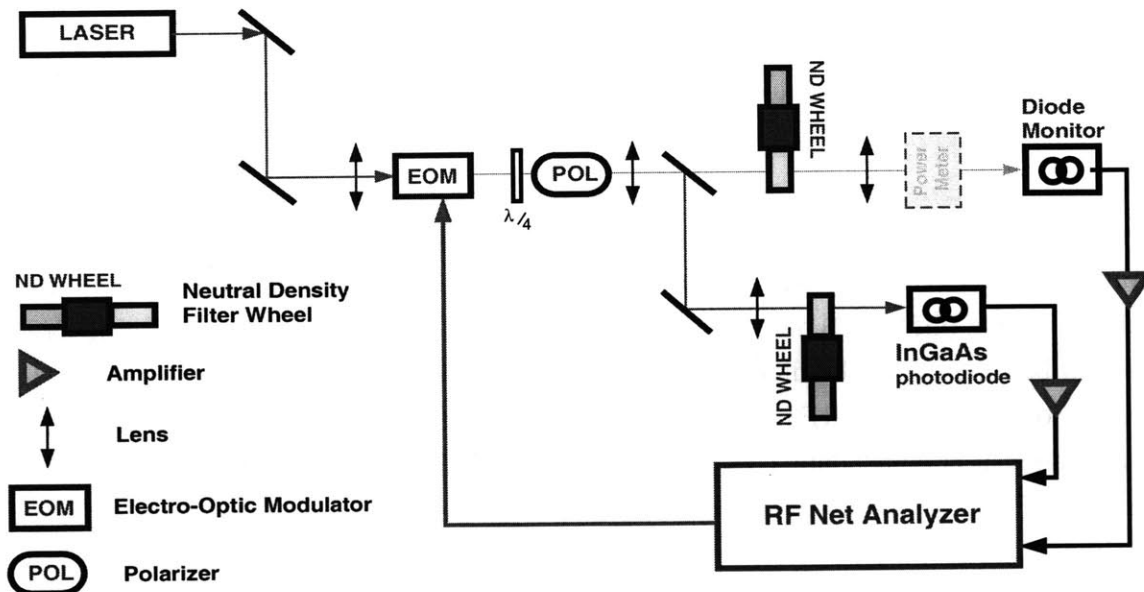 LASER
ND WHEEL
Diode
Monitor
EOM
λ/4
POL
Power
Meter
ND WHEEL
Neutral Density
Filter Wheel
ND WHEEL
InGaAs
photodiode
Amplifier
Lens
EOM
Electro-Optic Modulator
RF Net Analyzer
POL
Polarizer